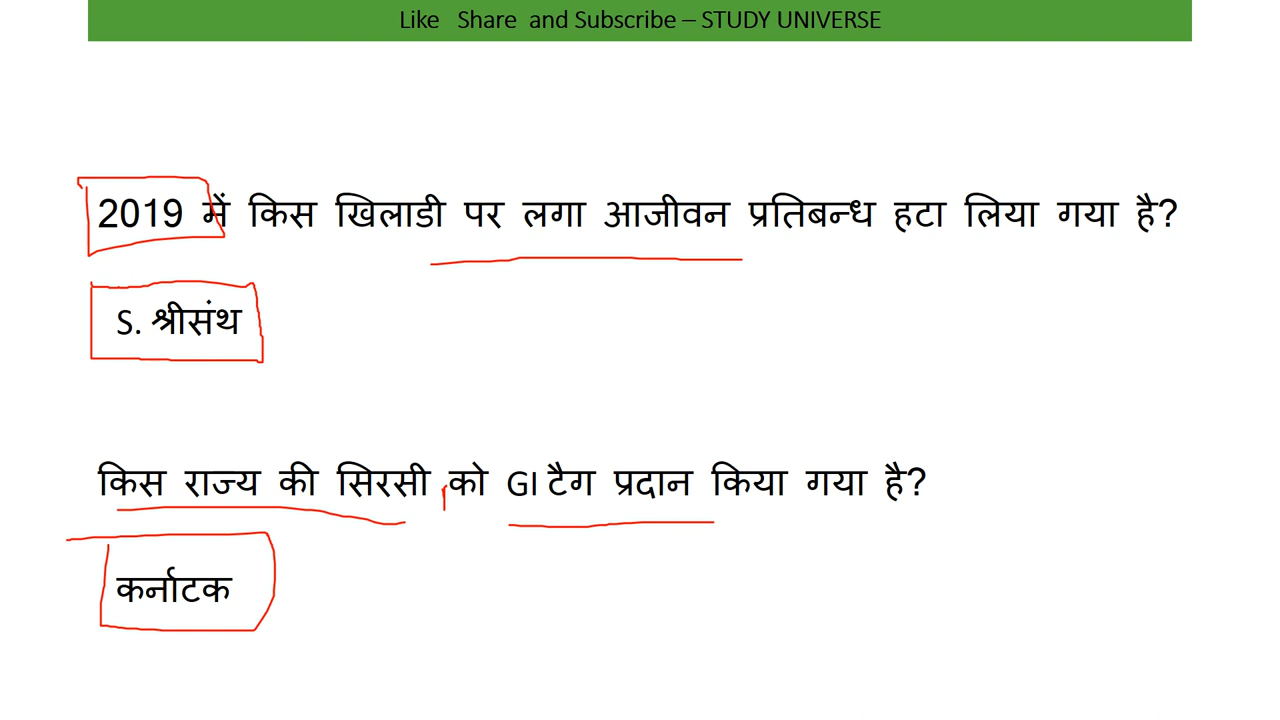 Like Share and Subscribe – STUDY UNIVERSE
2019 में किस खिलाडी पर लगा आजीवन प्रतिबन्ध हटा लिया गया है?
S. श्रीसंथ
किस राज्य की सिरसी को GI टैग प्रदान किया गया है?
कर्नाटक